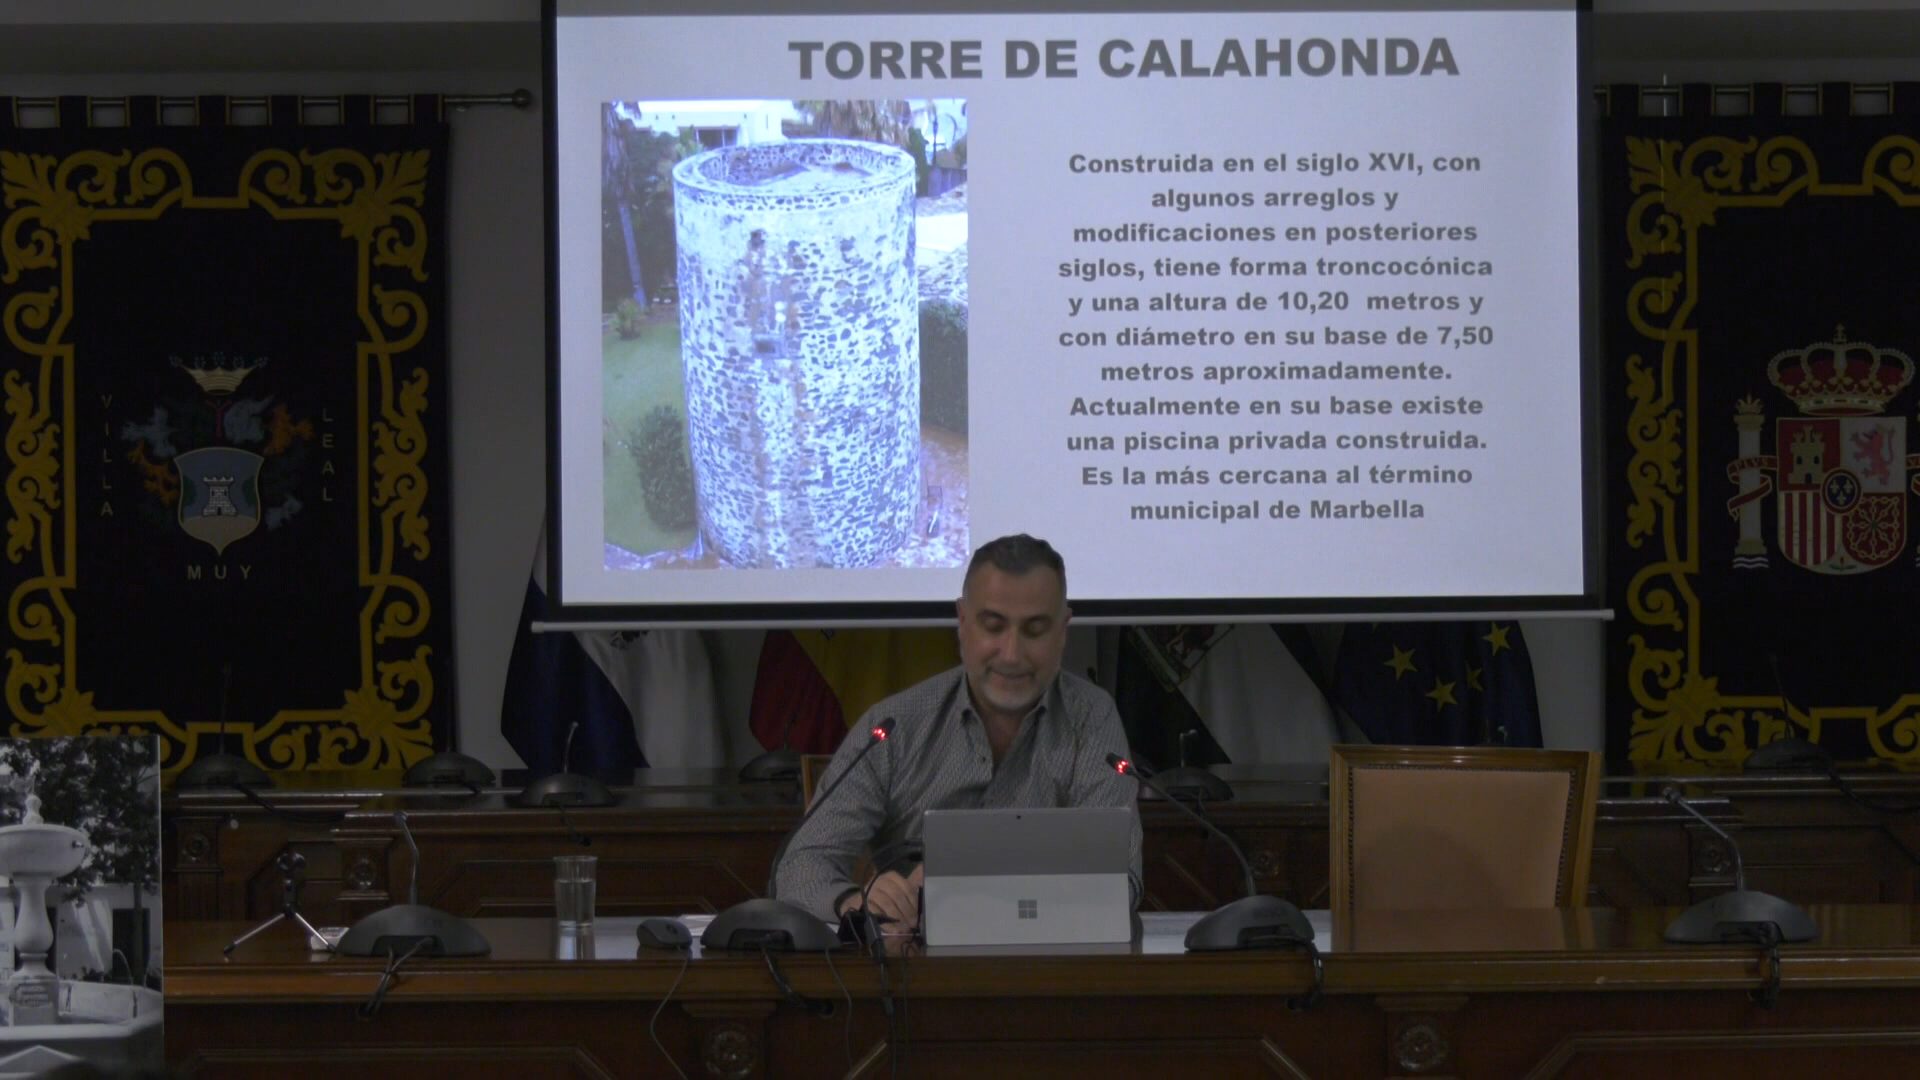 TORRE DE CALAHONDA
Construida en el siglo XVI, con
algunos arreglos y
modificaciones en posteriores
siglos, tiene forma troncocónica
y una altura de 10,20 metros y
con diámetro en su base de 7,50
metros aproximadamente.
Actualmente en su base existe
una piscina privada construida.
Es la más cercana al término
municipal de Marbella
VILLA
MUY
LEAL